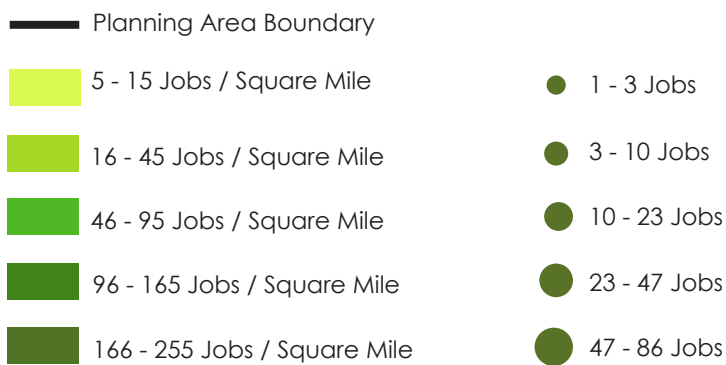 Planning Area Boundary
5 - 15 Jobs / Square Mile
16 - 45 Jobs / Square Mile
46 - 95 Jobs / Square Mile
96 - 165 Jobs / Square Mile
166 - 255 Jobs / Square Mile
1 - 3 Jobs
3 - 10 Jobs
10 - 23 Jobs
23 - 47 Jobs
47 - 86 Jobs